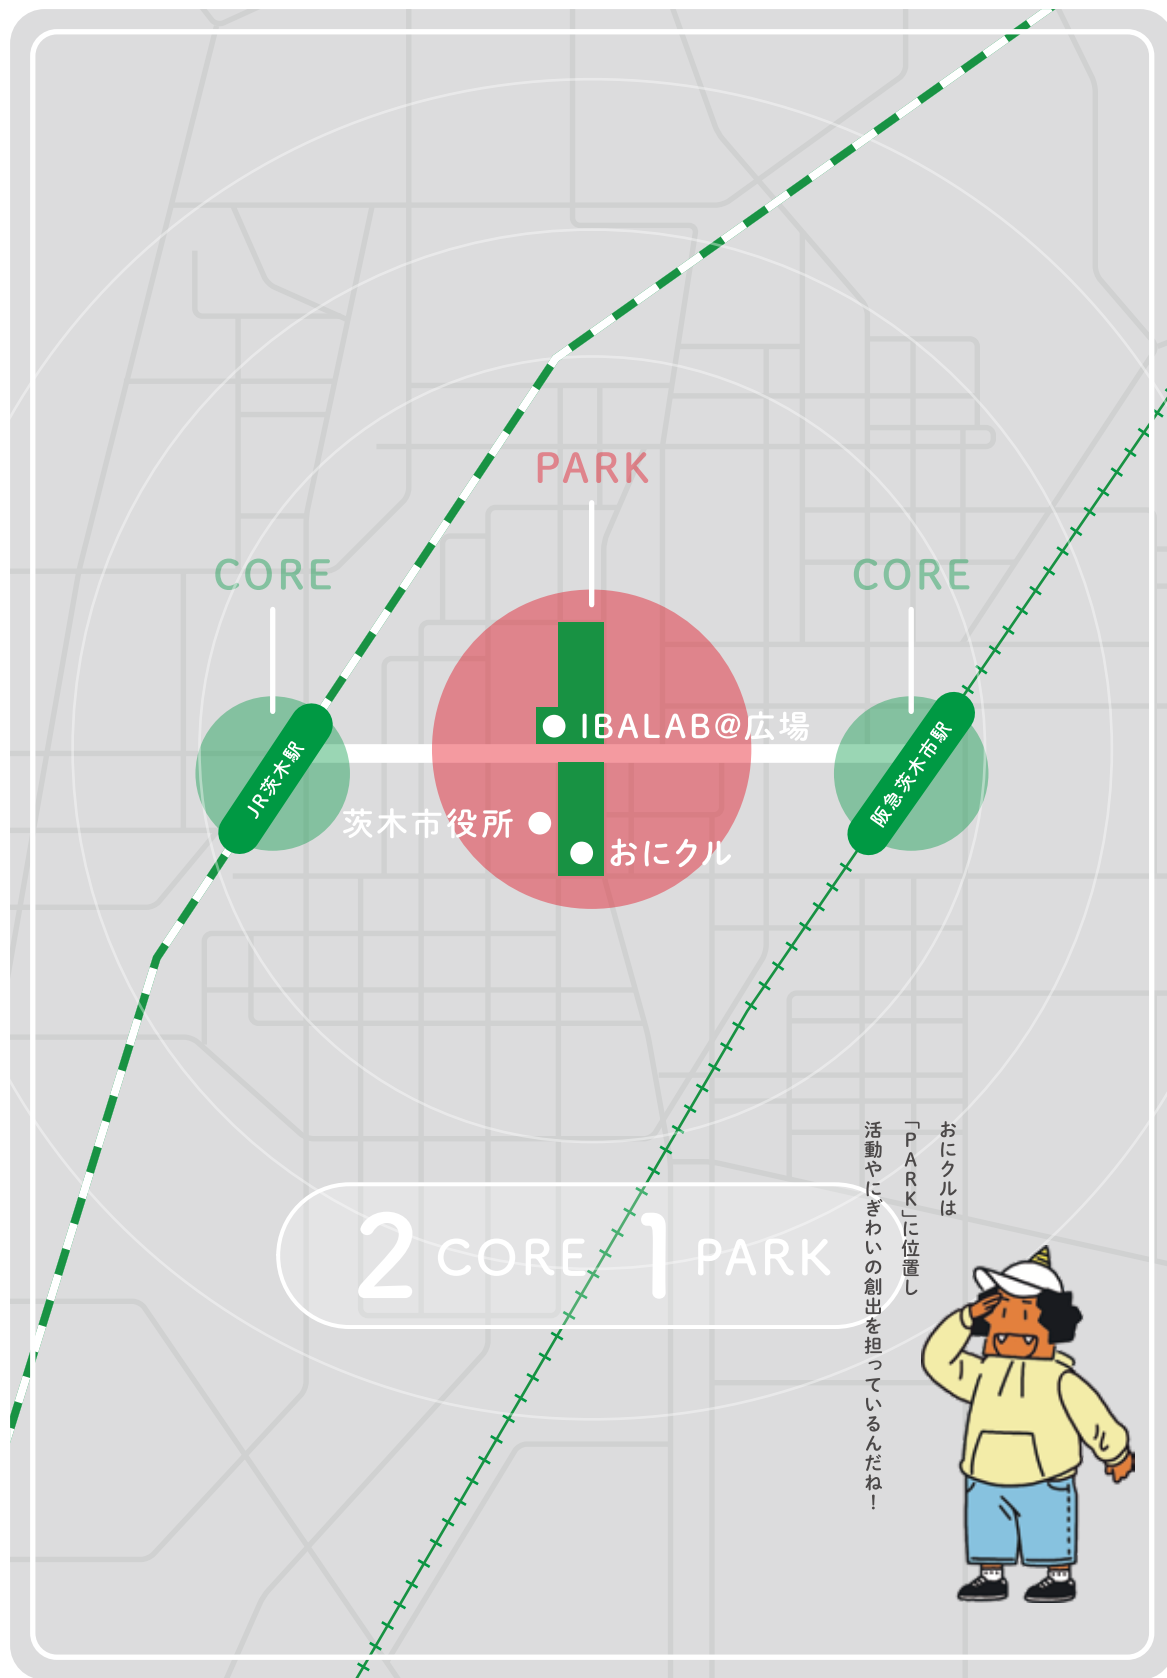 PARK
CORE
CORE
IBALAB@広場
JR茨木駅
阪急茨木市駅
茨木市役所
おにクル
おにクルは
「PARK」に位置し
活動やにぎわいの創出を担っているんだね！
2 CORE 1 PARK